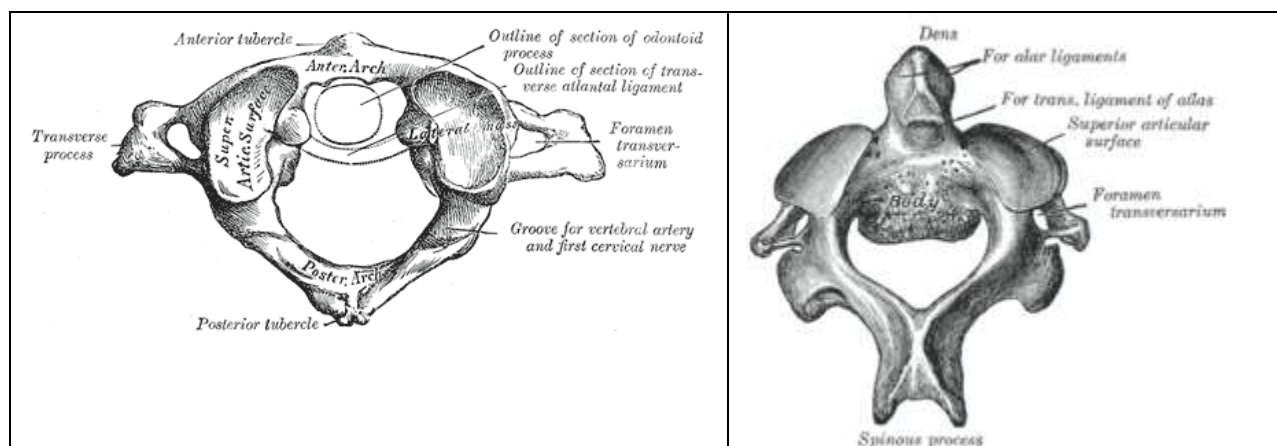 Anterior tubercle
Outline of section of odontoid
process
Anter. Arch
Outline of section of trans-
verse atlantal ligament
Transverse
process
Super.
Artic. Surface
Lateral mass
Foramen
transver-
sarium
Groove for vertebral artery
and first cervical nerve
Poster. Arch
Posterior tubercle
Dens
For alar ligaments
For trans. ligament of atlas
Superior articular
surface
Body
Foramen
transversarium
Spinous process